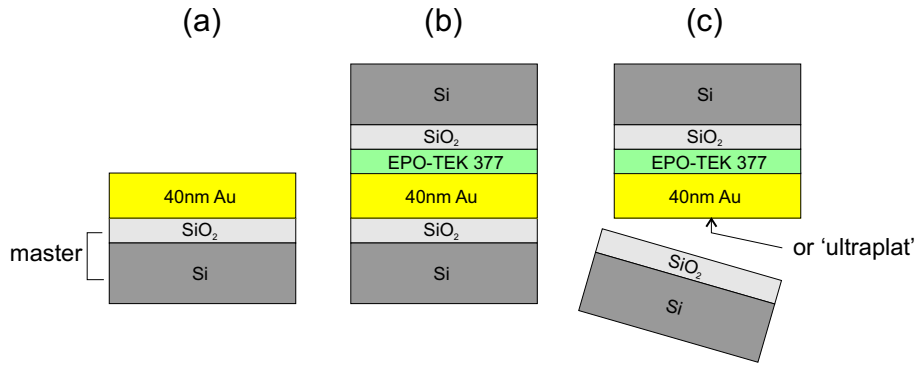 (a)
(b)
(c)
Si
SiO2
EPO-TEK 377
40nm Au
SiO2
Si
Si
SiO2
EPO-TEK 377
40nm Au
40nm Au
SiO2
Si
master
or 'ultraplat'
SiO2
Si